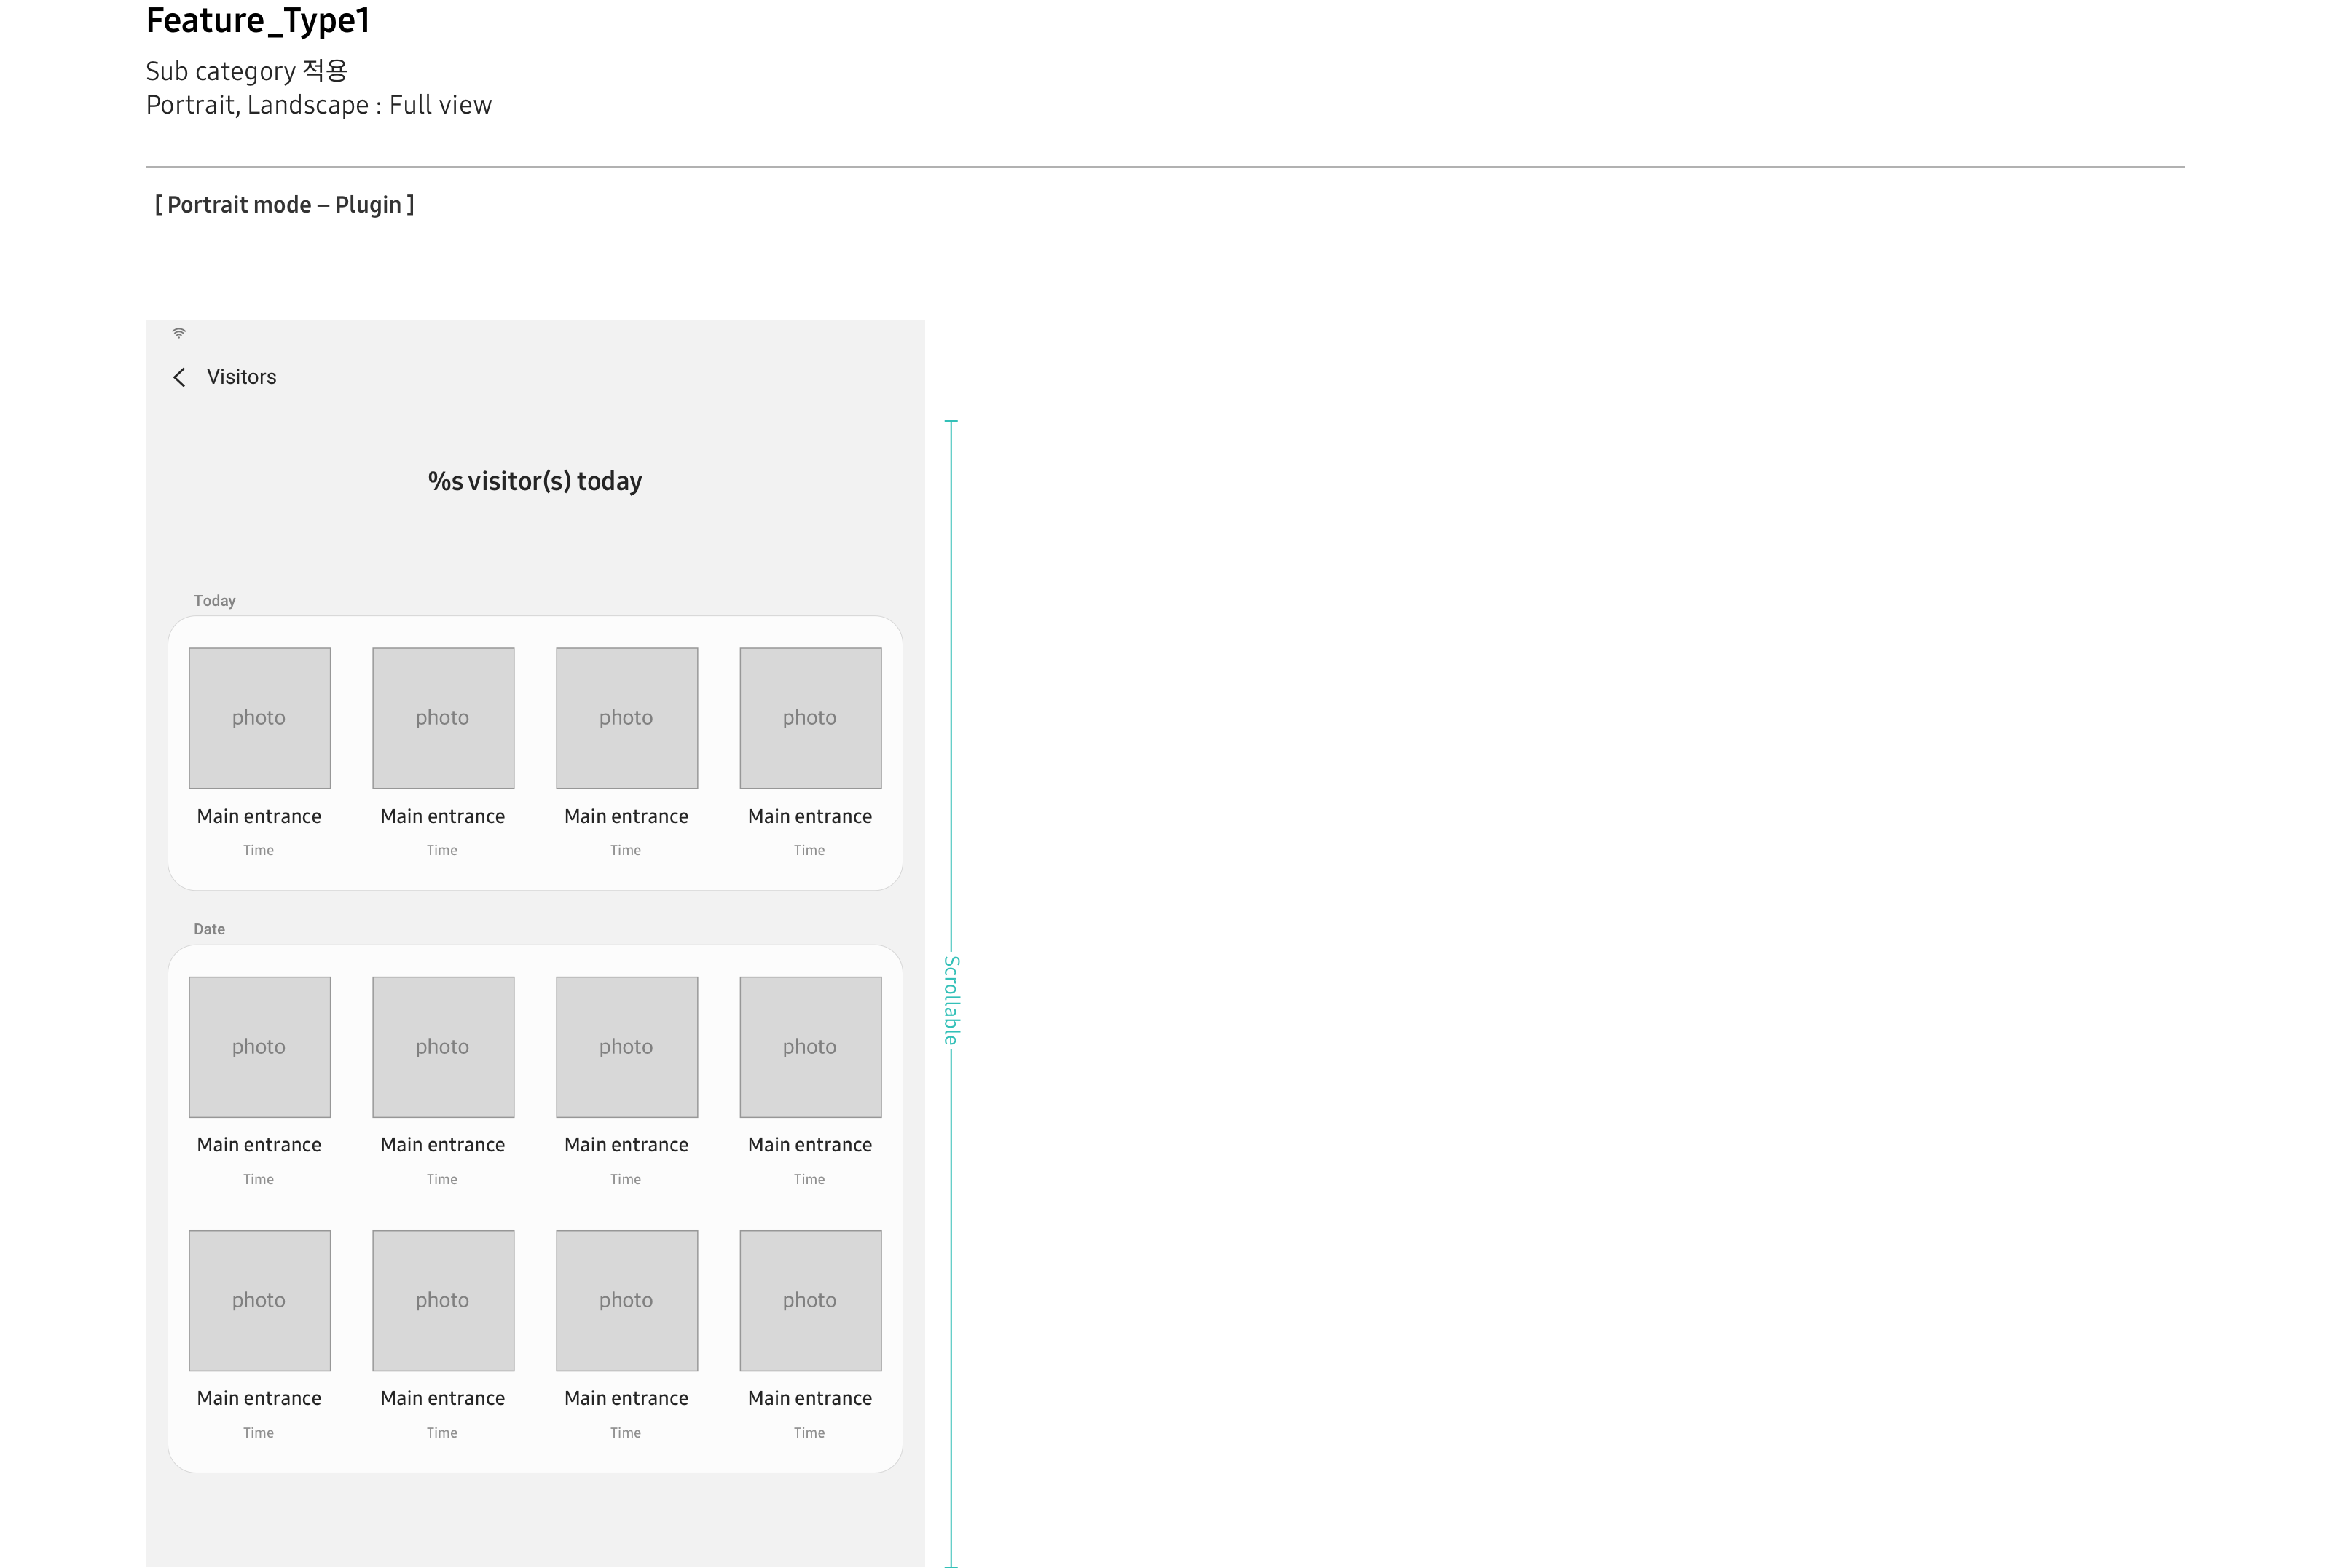 Feature_Type1
Sub category 적용
Portrait, Landscape : Full view
[ Portrait mode – Plugin ]
Visitors
%s visitor(s) today
Today
photo photo photo photo
Main entrance Main entrance Main entrance Main entrance
Time Time Time Time
Date
photo photo photo photo
Main entrance Main entrance Main entrance Main entrance
Time Time Time Time
photo photo photo photo
Main entrance Main entrance Main entrance Main entrance
Time Time Time Time
Scrollable